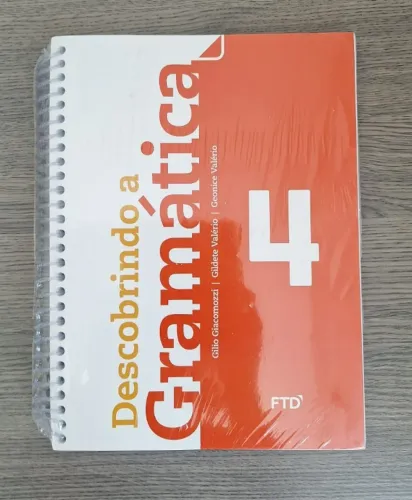 Descobrindo a
Gramática
Gilio Giacomozzi | Gildete Valério | Geonice Valério
4
FTD